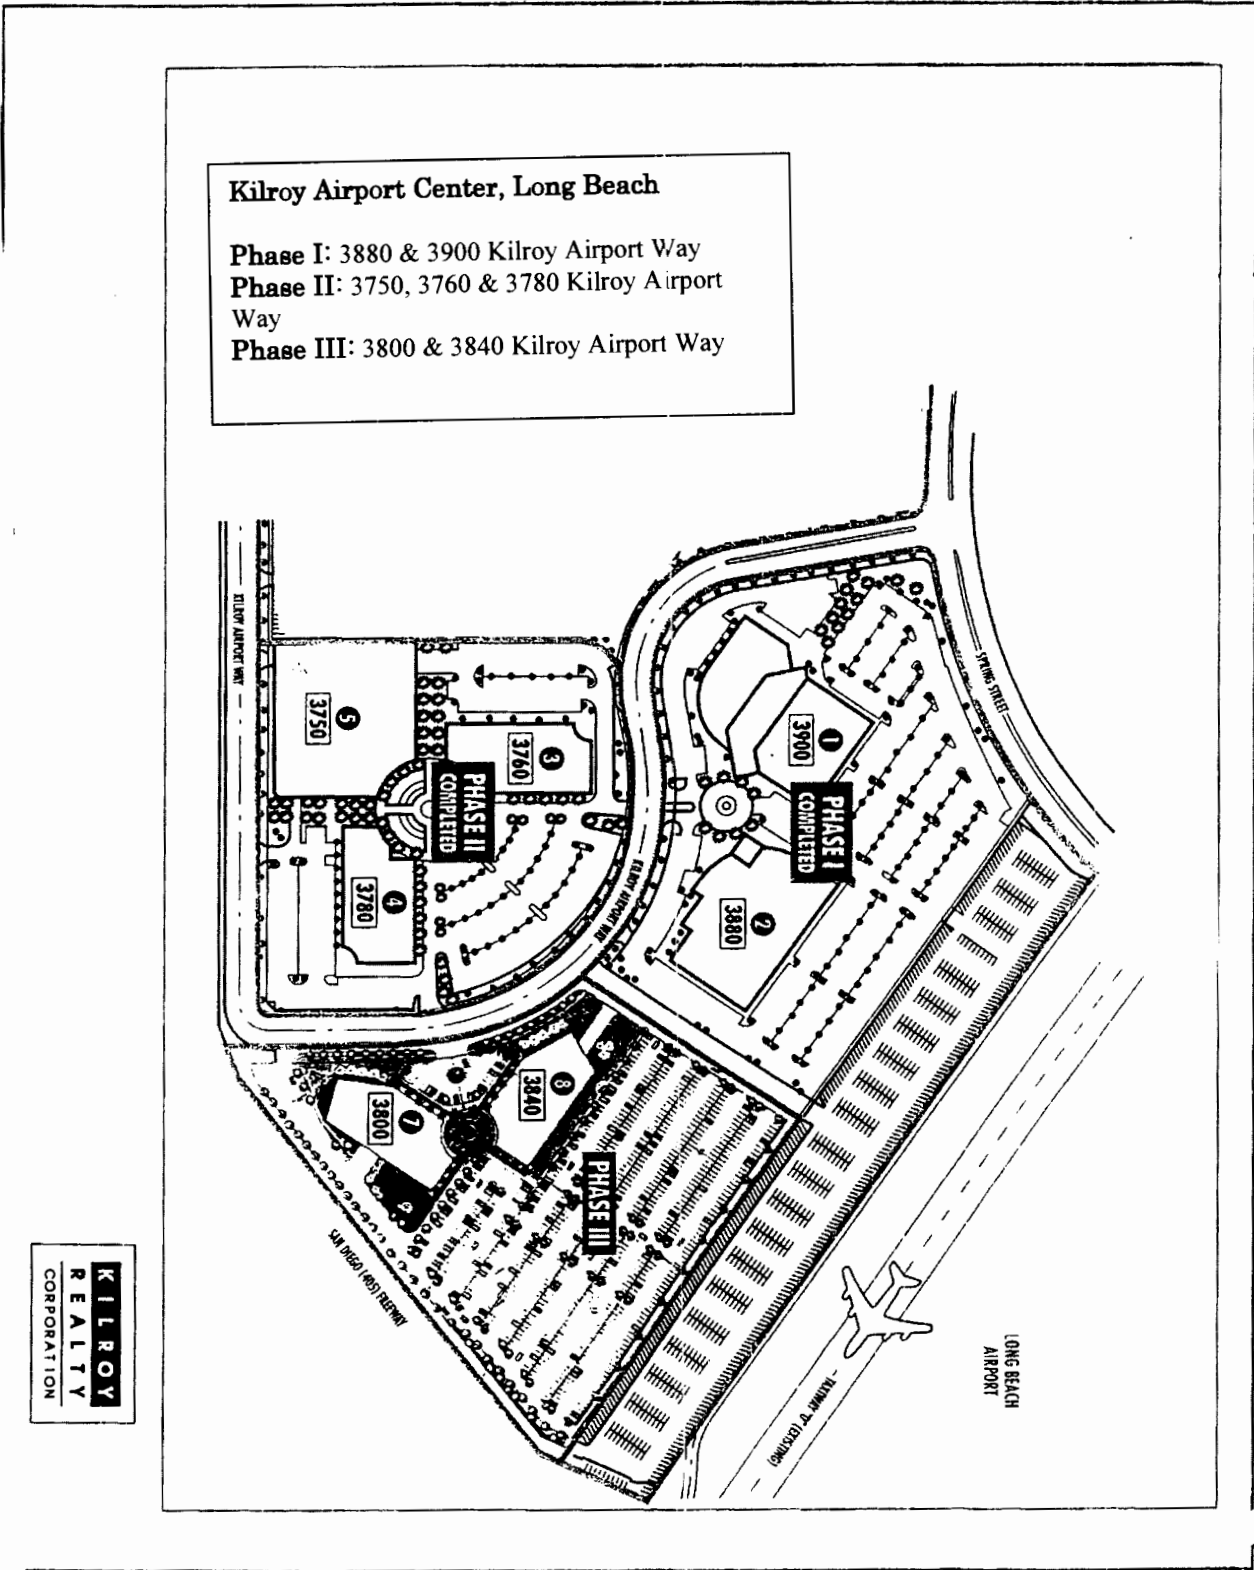 Kilroy Airport Center, Long Beach
Phase I: 3880 & 3900 Kilroy Airport Way
Phase II: 3750, 3760 & 3780 Kilroy Airport
Way
Phase III: 3800 & 3840 Kilroy Airport Way
SPRING STREET
KILROY AIRPORT WAY
5
3750
3
3760
1
3900
PHASE II
COMPLETED
PHASE I
COMPLETED
4
3780
2
3880
KILROY AIRPORT WAY
8
3840
7
3800
PHASE III
SAN DIEGO (405) FREEWAY
LONG BEACH
AIRPORT
TAXIWAY "D" (EXISTING)
KILROY
REALTY
CORPORATION